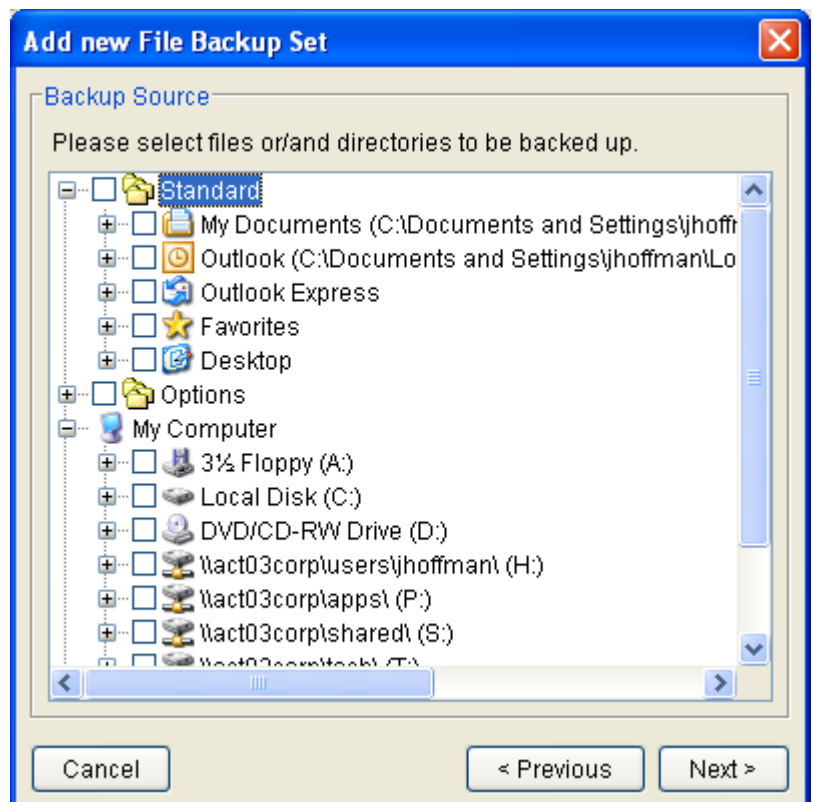 Add new File Backup Set
Backup Source
Please select files or/and directories to be backed up.
Standard
My Documents (C:\Documents and Settings\jhoffr
Outlook (C:\Documents and Settings\jhoffman\Lo
Outlook Express
Favorites
Desktop
Options
My Computer
3½ Floppy (A:)
Local Disk (C:)
DVD/CD-RW Drive (D:)
\\act03corp\users\jhoffman\ (H:)
\\act03corp\apps\ (P:)
\\act03corp\shared\ (S:)
\\act03corp\tech\ (T:)
Cancel
< Previous
Next >